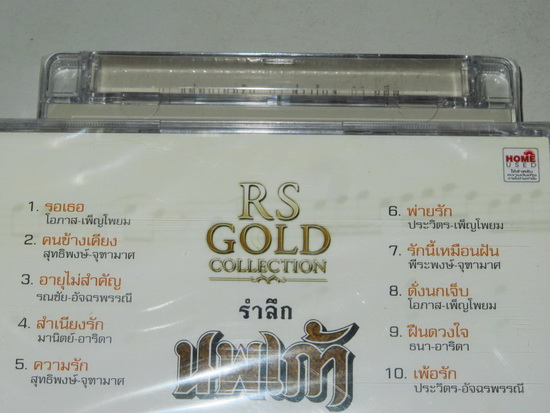 HOME
USED
RS
GOLD
COLLECTION
รำลึก
นพเก้า
1. รอเธอ
โอภาส-เพ็ญโพยม
2. คนข้างเคียง
สุทธิพงษ์-จุฑามาศ
3. อายุไม่สำคัญ
รณชัย-อัจฉรพรรณี
4. สำเนียงรัก
มานิตย์-อาริตา
5. ความรัก
สุทธิพงษ์-จุฑามาศ
6. พ่ายรัก
ประวิตร-เพ็ญโพยม
7. รักนี้เหมือนฝัน
พีระพงษ์-จุฑามาศ
8. ดั่งนกเจ็บ
โอภาส-เพ็ญโพยม
9. ฝืนดวงใจ
ธนา-อาริตา
10. เพ้อรัก
ประวิตร-อัจฉรพรรณี